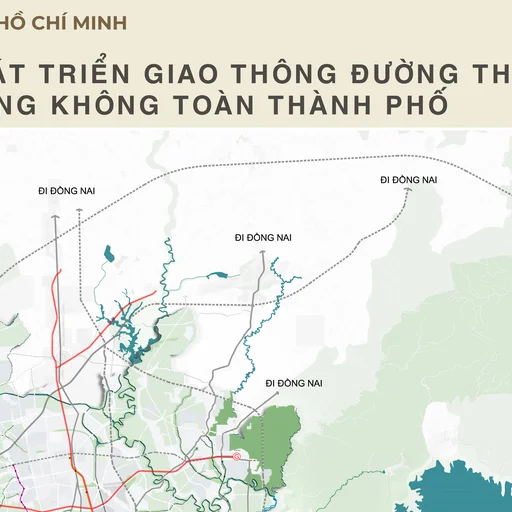 HỒ CHÍ MINH
ÁT TRIỂN GIAO THÔNG ĐƯỜNG TH
NG KHÔNG TOÀN THÀNH PHỐ
ĐI ĐỒNG NAI
ĐI ĐỒNG NAI
ĐI ĐỒNG NAI
ĐI ĐỒNG NAI